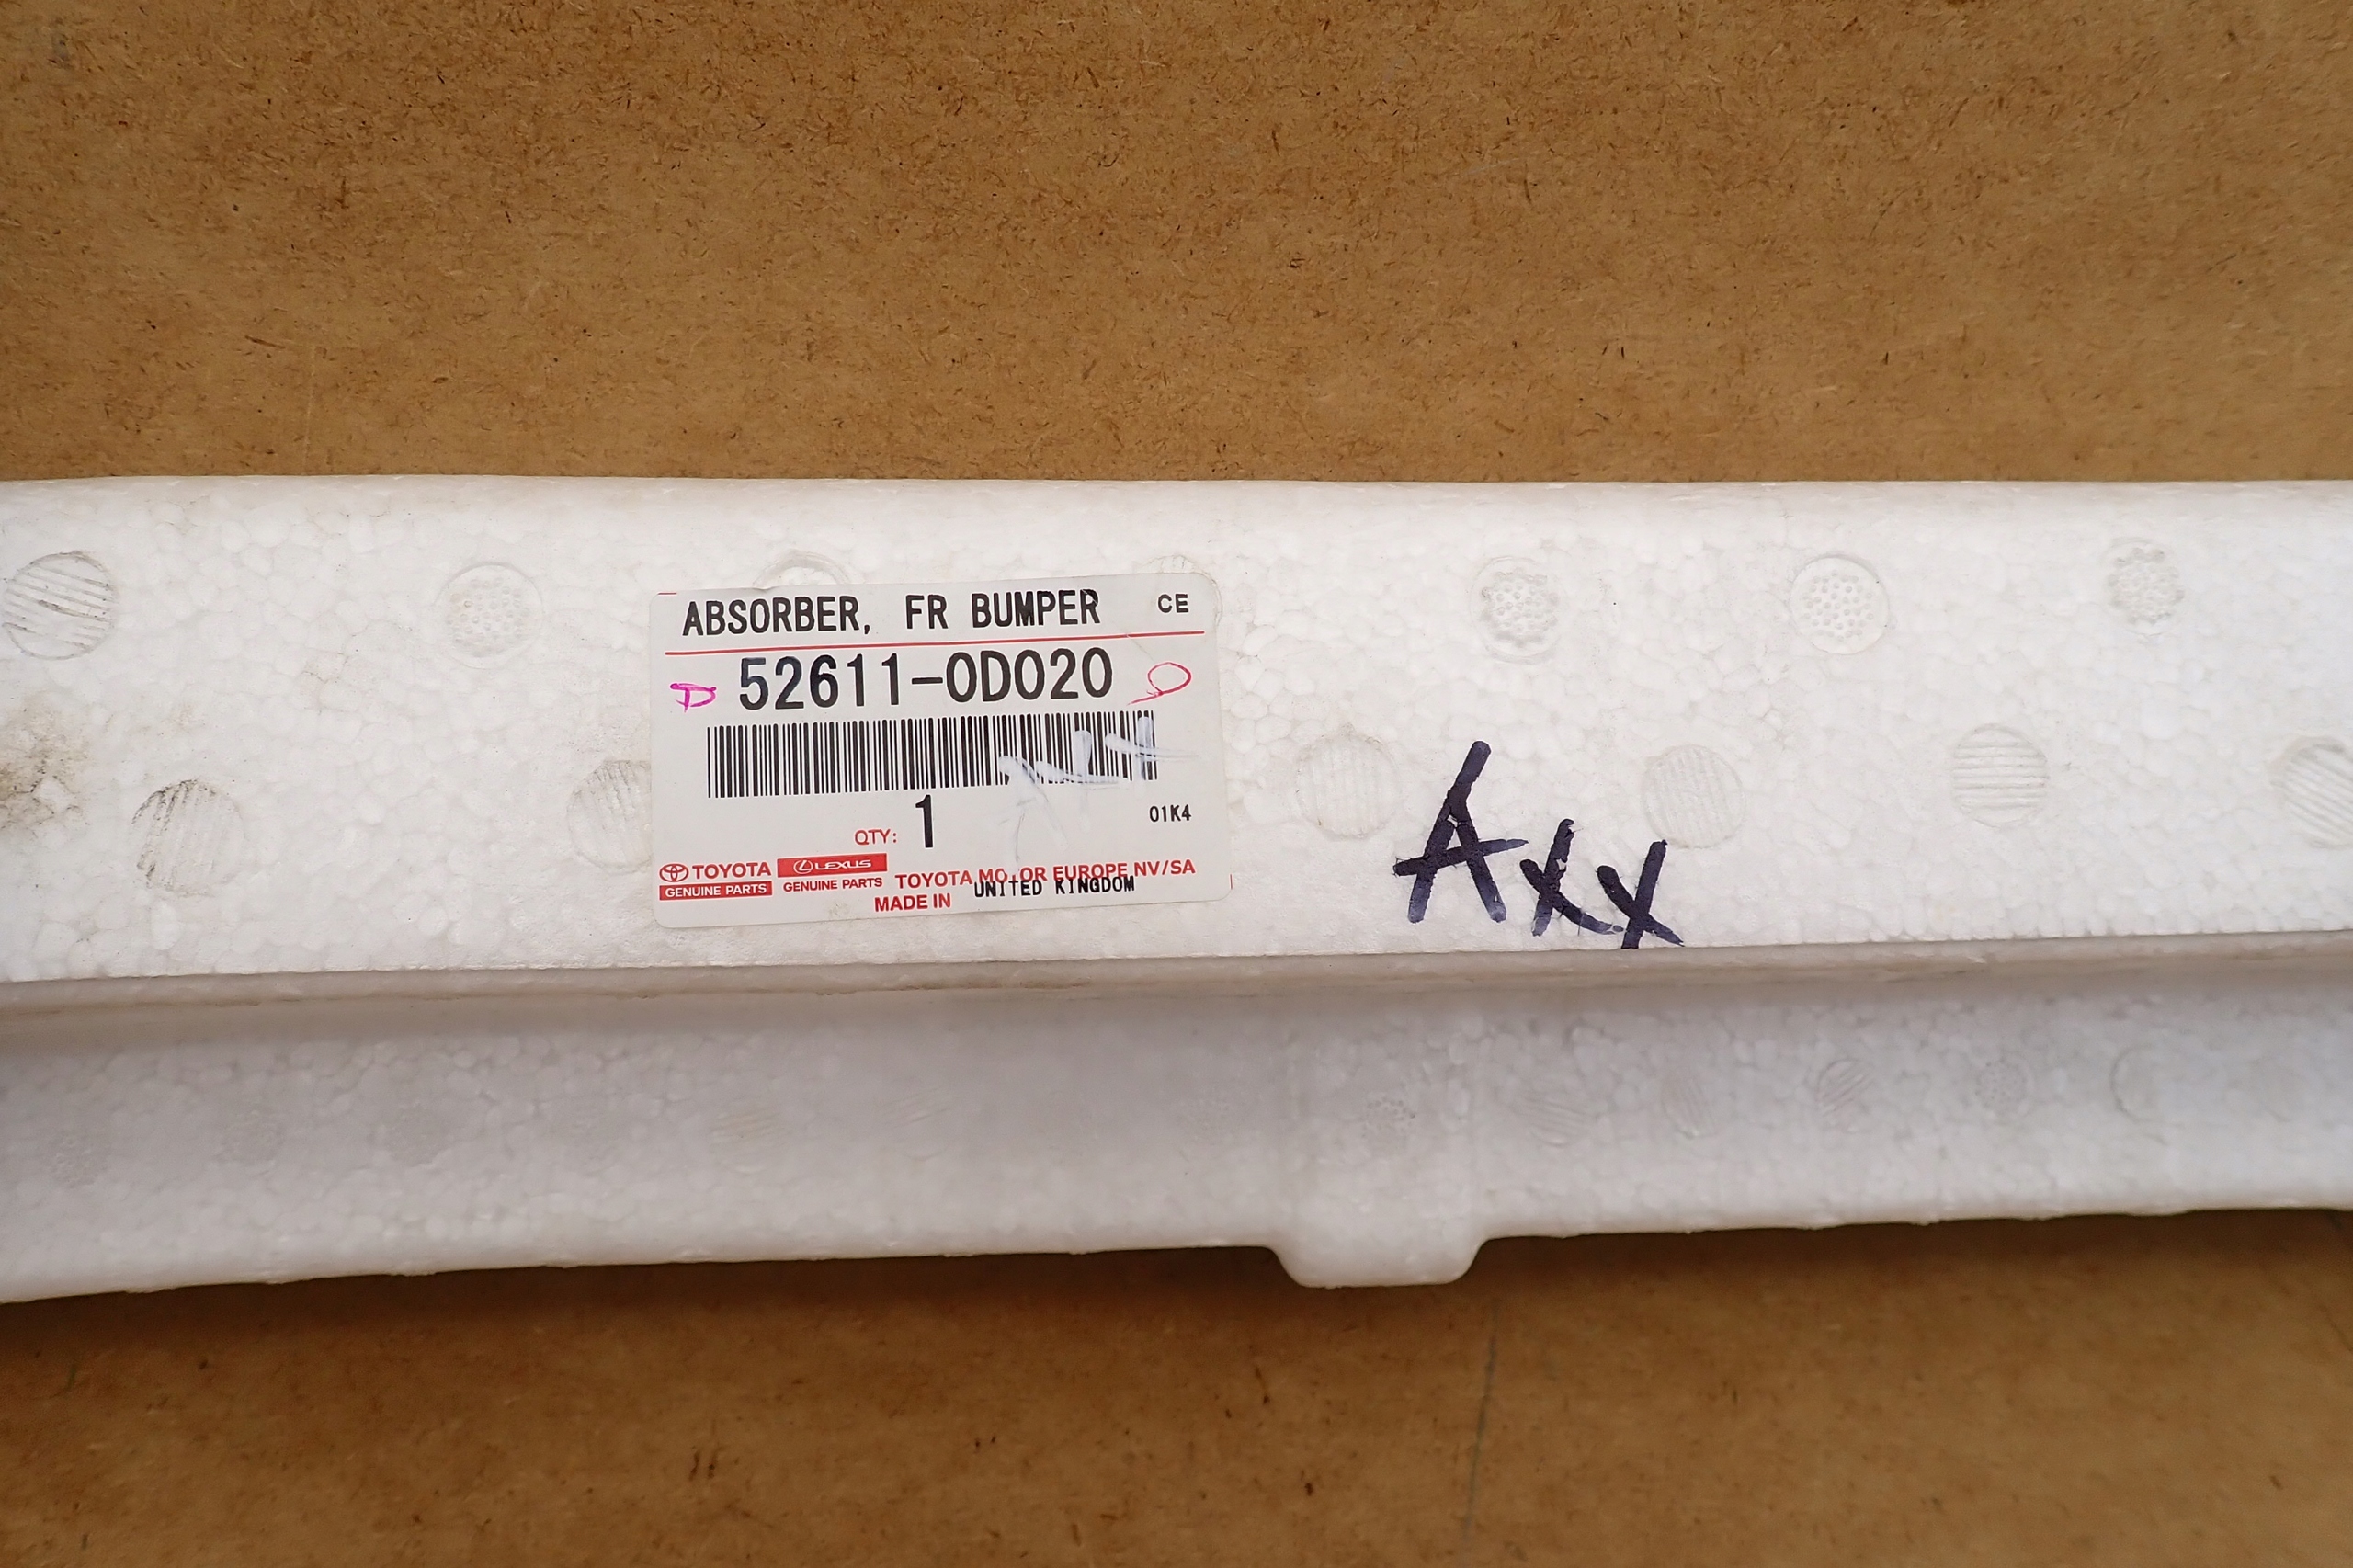 ABSORBER, FR BUMPER CE
D 52611-0D020
QTY: 1 01K4
TOYOTA LEXUS
GENUINE PARTS GENUINE PARTS TOYOTA MOTOR EUROPE NV/SA
MADE IN UNITED KINGDOM
Axx